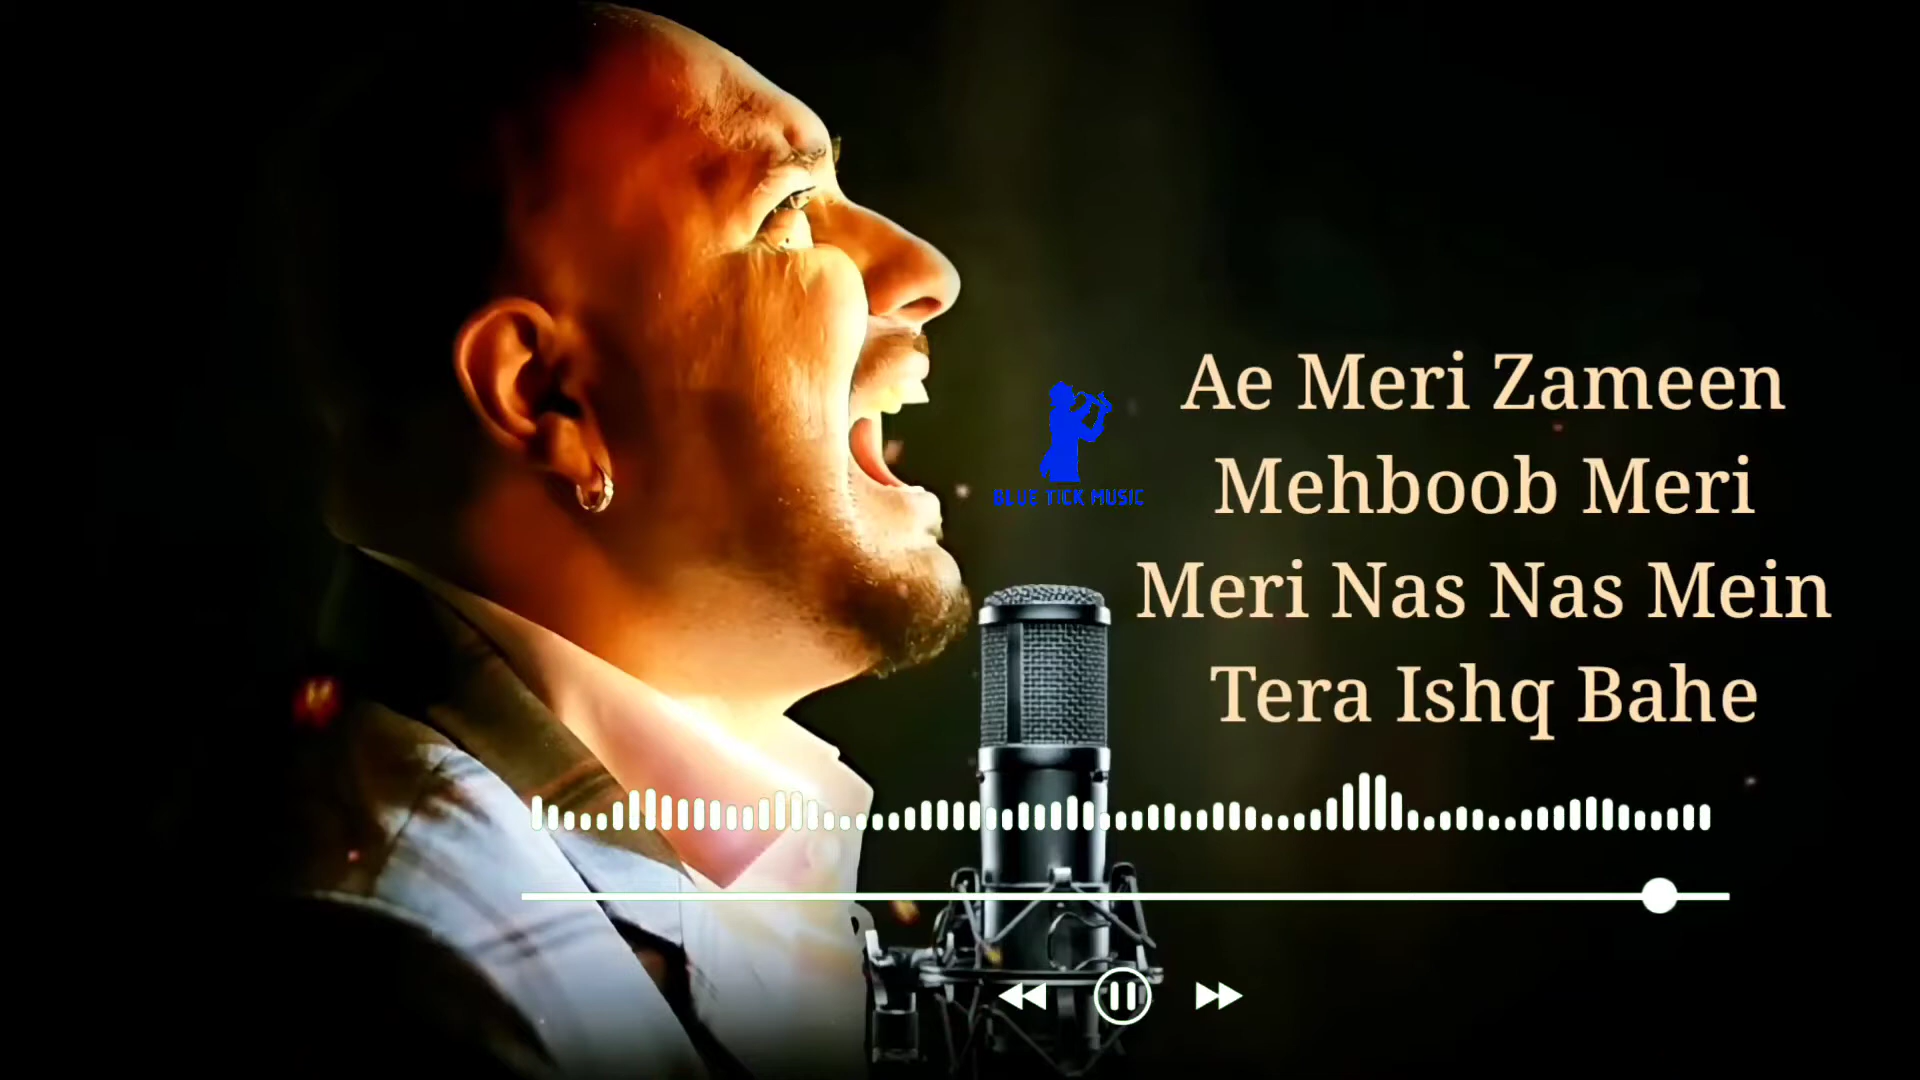 BLUE TICK MUSIC
Ae Meri Zameen
Mehboob Meri
Meri Nas Nas Mein
Tera Ishq Bahe